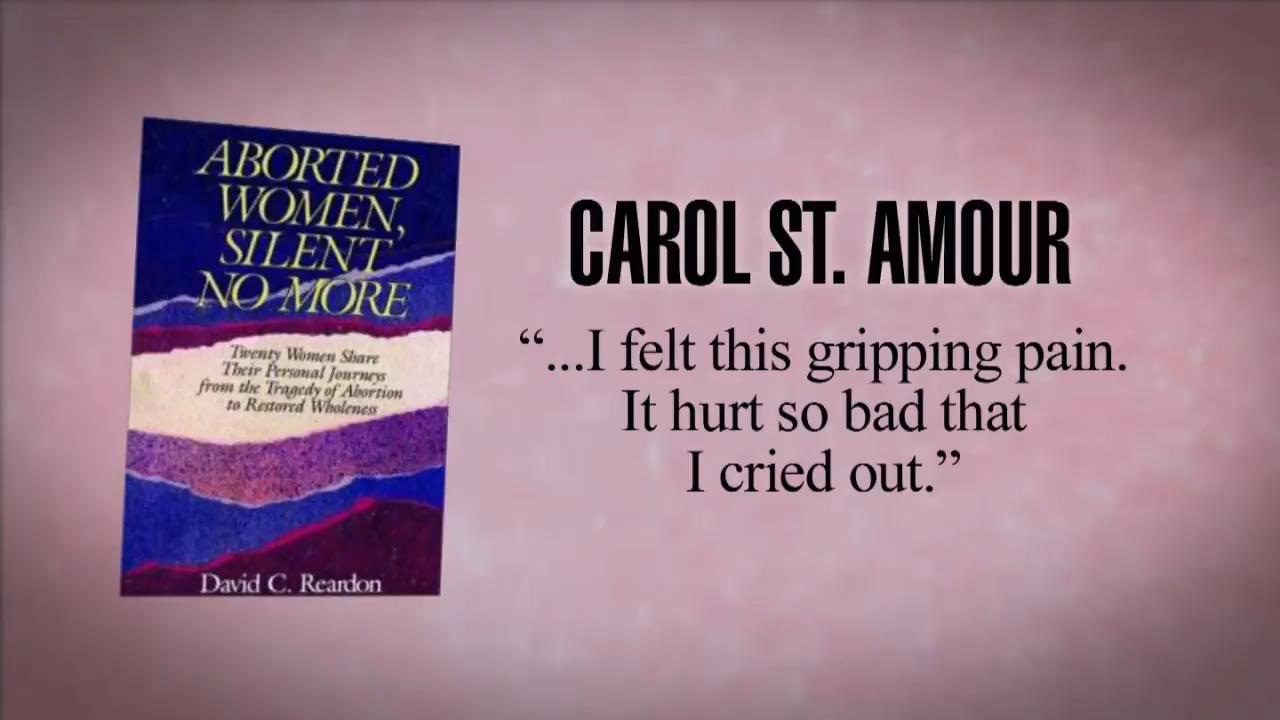 ABORTED
WOMEN,
SILENT
NO MORE
Twenty Women Share
Their Personal Journeys
from the Tragedy of Abortion
to Restored Wholeness
David C. Reardon
CAROL ST. AMOUR
“...I felt this gripping pain.
It hurt so bad that
I cried out.”